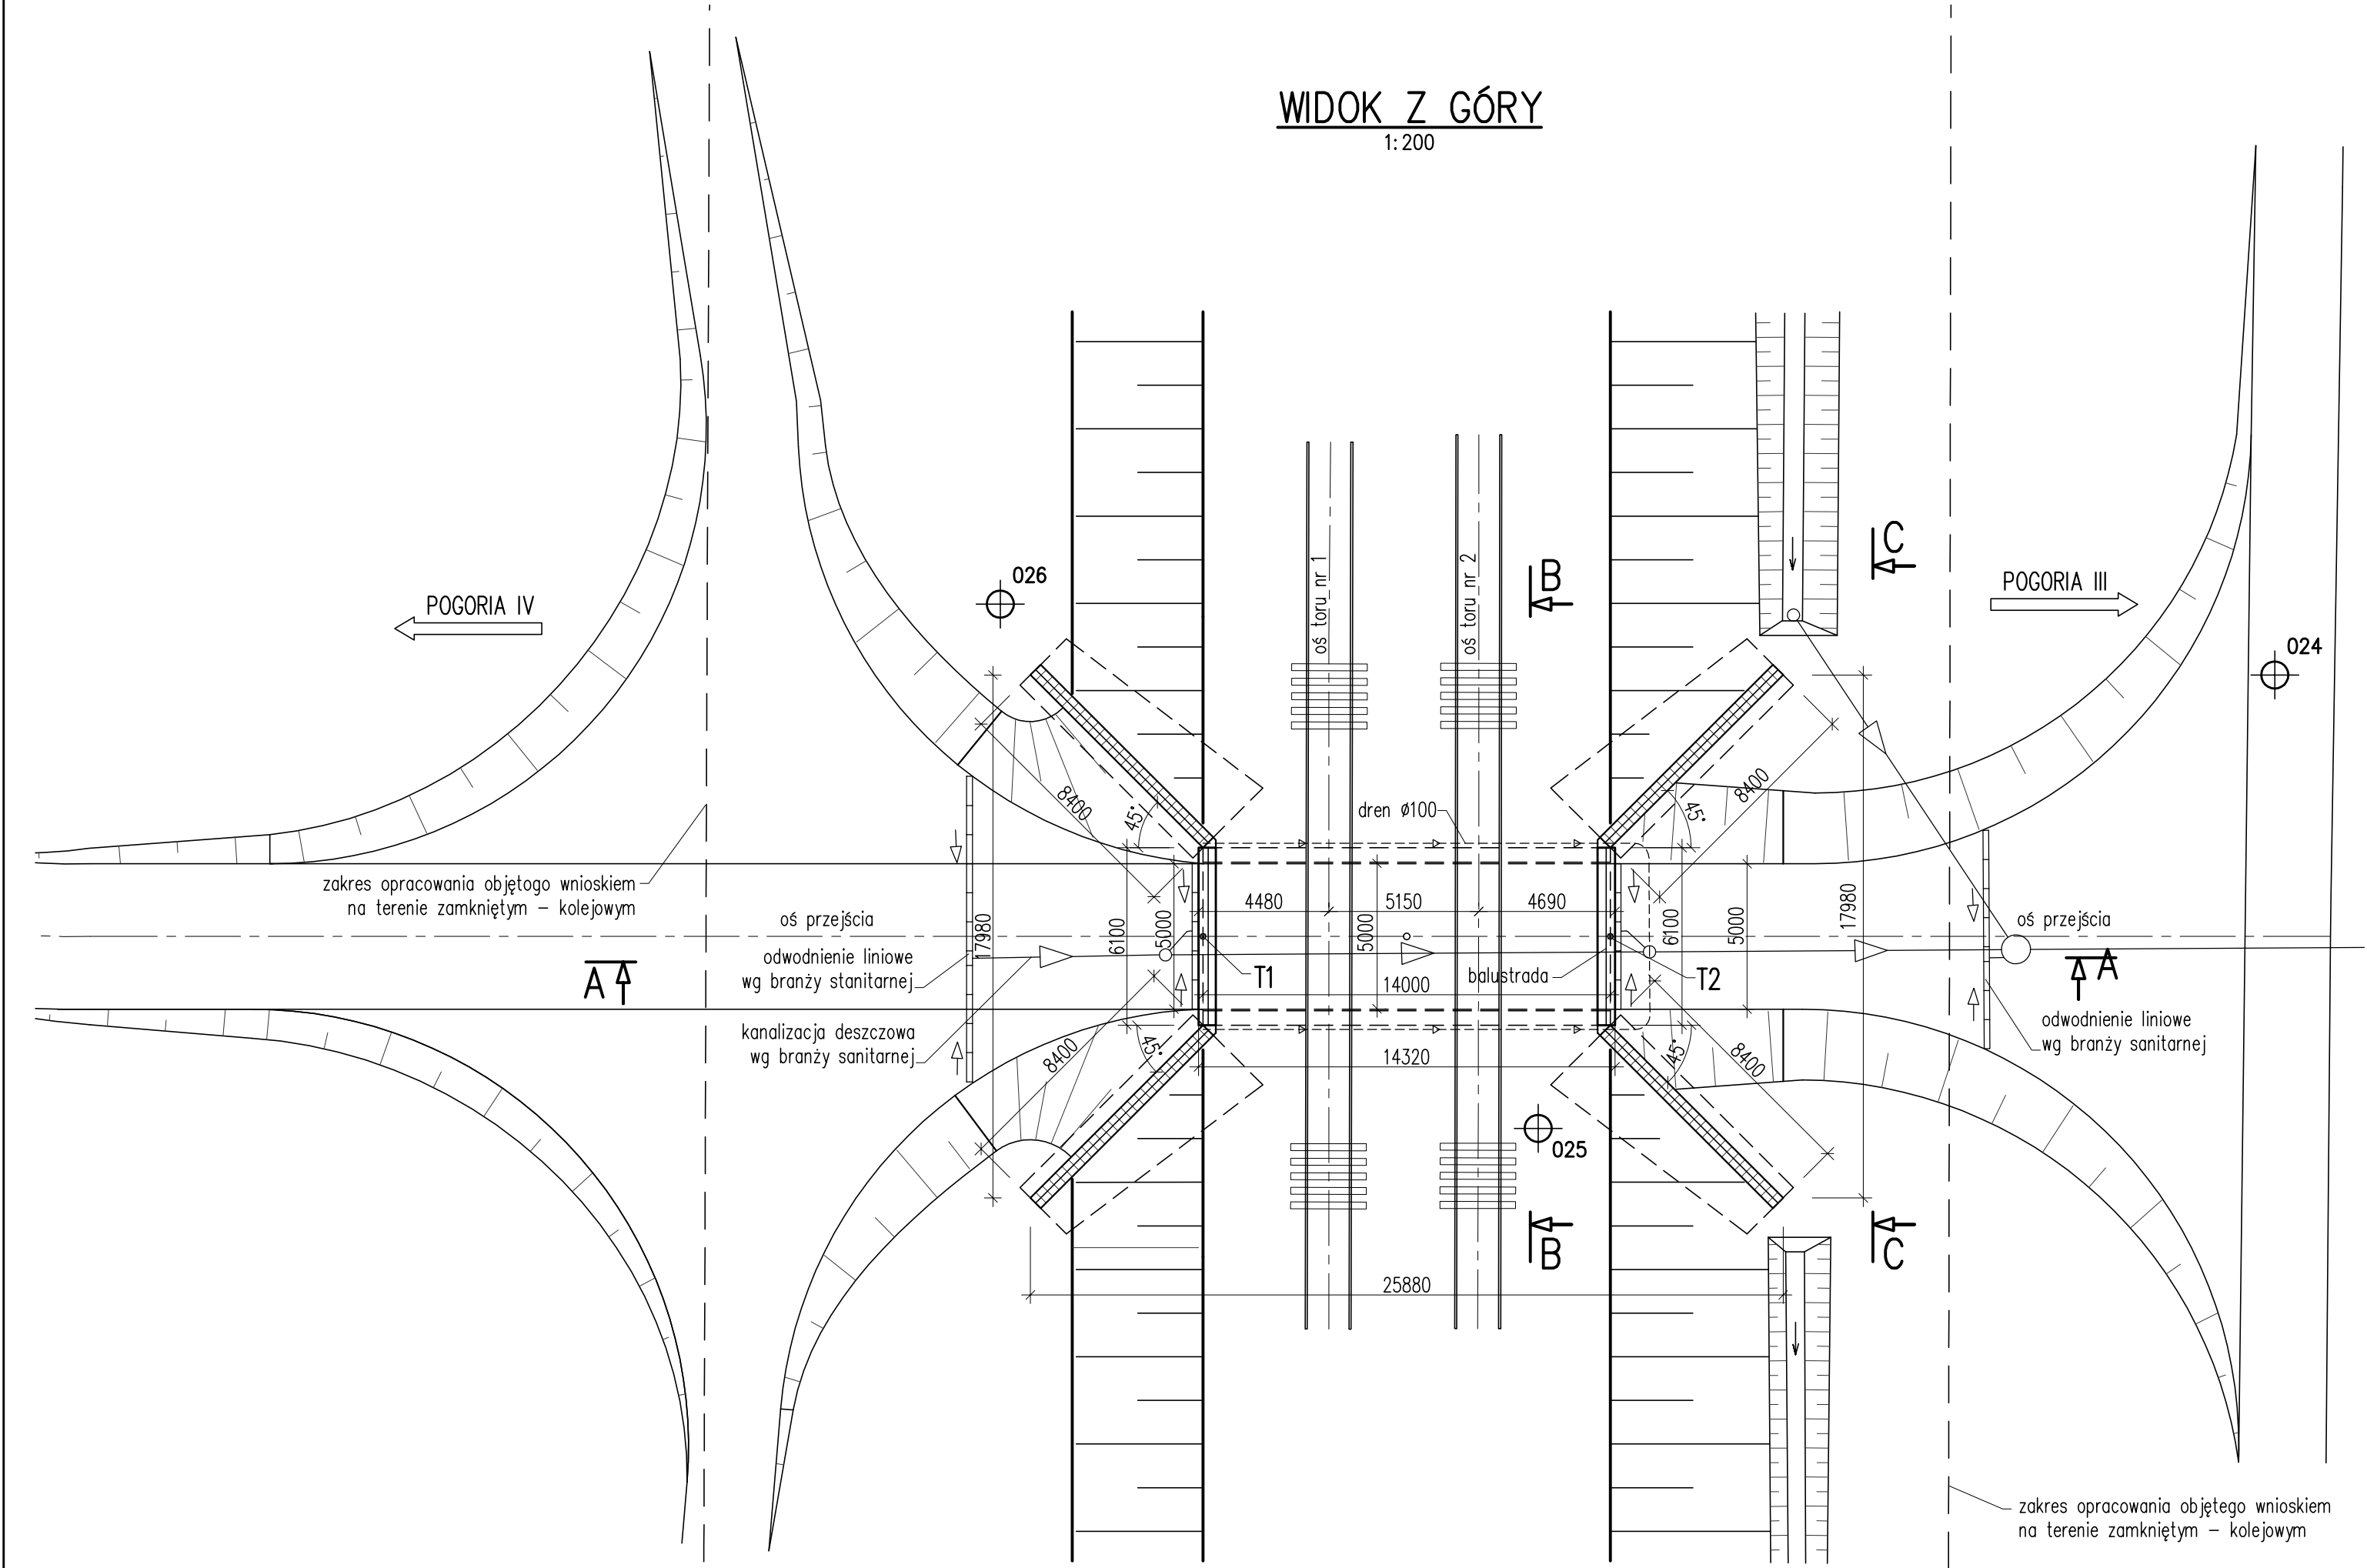 WIDOK Z GÓRY
1:200
C
B
oś toru nr 1
oś toru nr 2
026
POGORIA IV
POGORIA III
024
8400
45°
dren ø100
45°
8400
zakres opracowania objętego wnioskiem
na terenie zamkniętym – kolejowym
oś przejścia
17980
6100
5000
4480
5150
4690
5000
6100
5000
17980
oś przejścia
odwodnienie liniowe
wg branży stanitarnej
A
T1
14000
balustrada
T2
A
kanalizacja deszczowa
wg branży sanitarnej
odwodnienie liniowe
wg branży sanitarnej
8400
45°
14320
45°
8400
025
B
C
25880
zakres opracowania objętego wnioskiem
na terenie zamkniętym – kolejowym